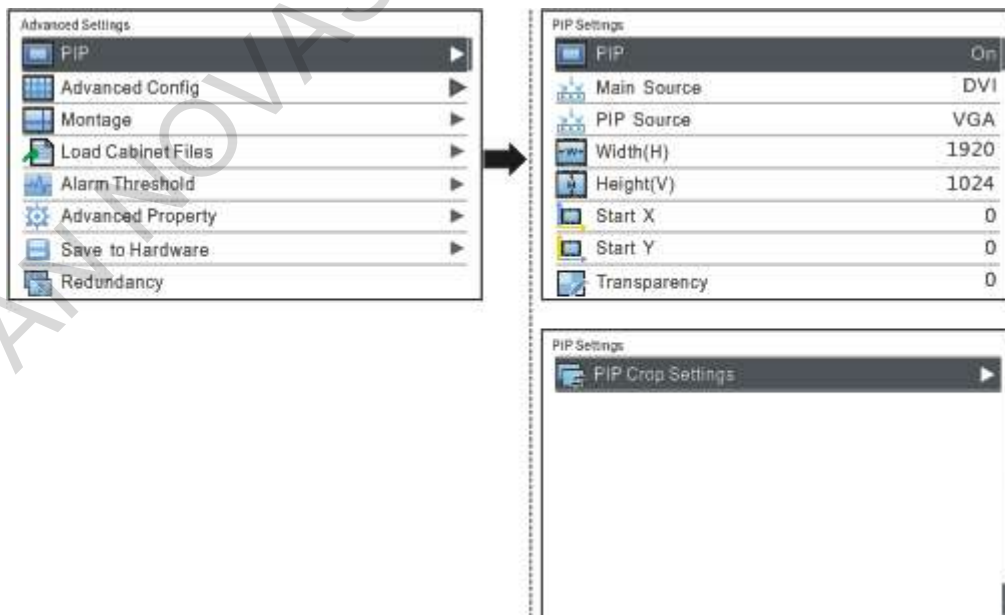 Advanced Settings
PIP
Advanced Config
Montage
Load Cabinet Files
Alarm Threshold
Advanced Property
Save to Hardware
Redundancy
PIP Settings
PIP On
Main Source DVI
PIP Source VGA
Width(H) 1920
Height(V) 1024
Start X 0
Start Y 0
Transparency 0
PIP Settings
PIP Crop Settings